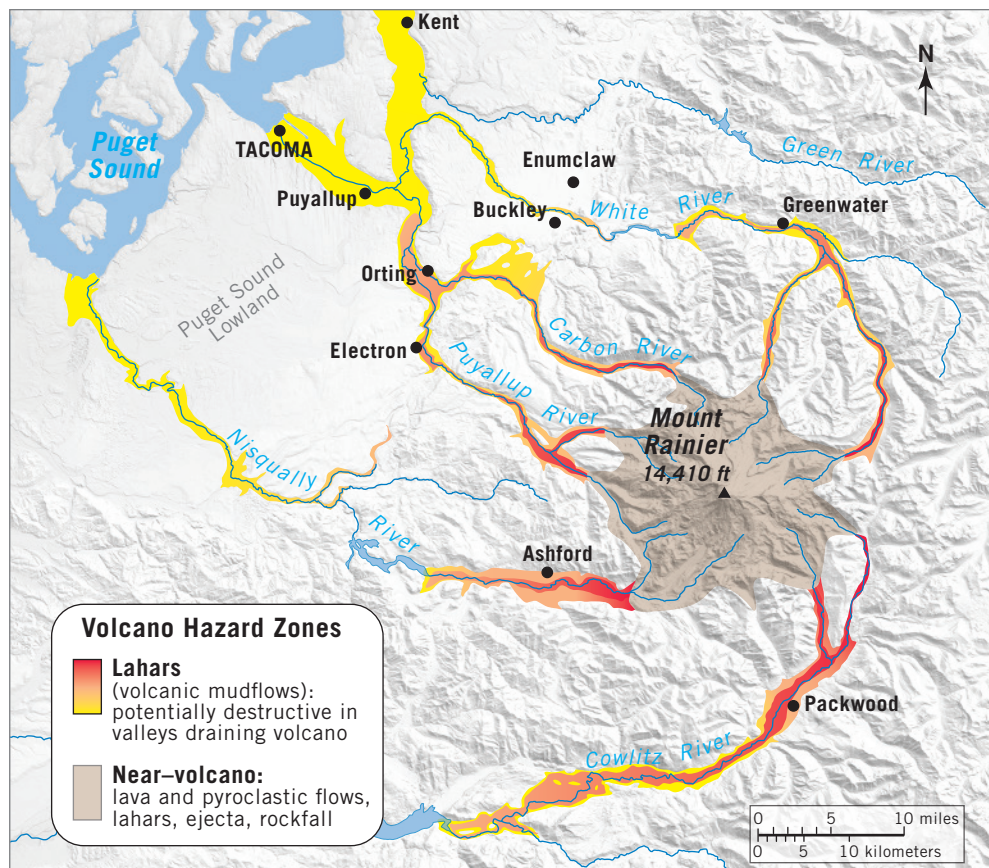 Kent
N
Puget
Sound
TACOMA
Green River
Enumclaw
Puyallup
Buckley
White River
Greenwater
Orting
Puget Sound
Lowland
Carbon River
Electron
Puyallup River
Mount
Rainier
14,410 ft
Nisqually
River
Ashford
Packwood
Cowlitz River
Volcano Hazard Zones
Lahars
(volcanic mudflows):
potentially destructive in
valleys draining volcano
Near–volcano:
lava and pyroclastic flows,
lahars, ejecta, rockfall
0 5 10 miles
0 5 10 kilometers